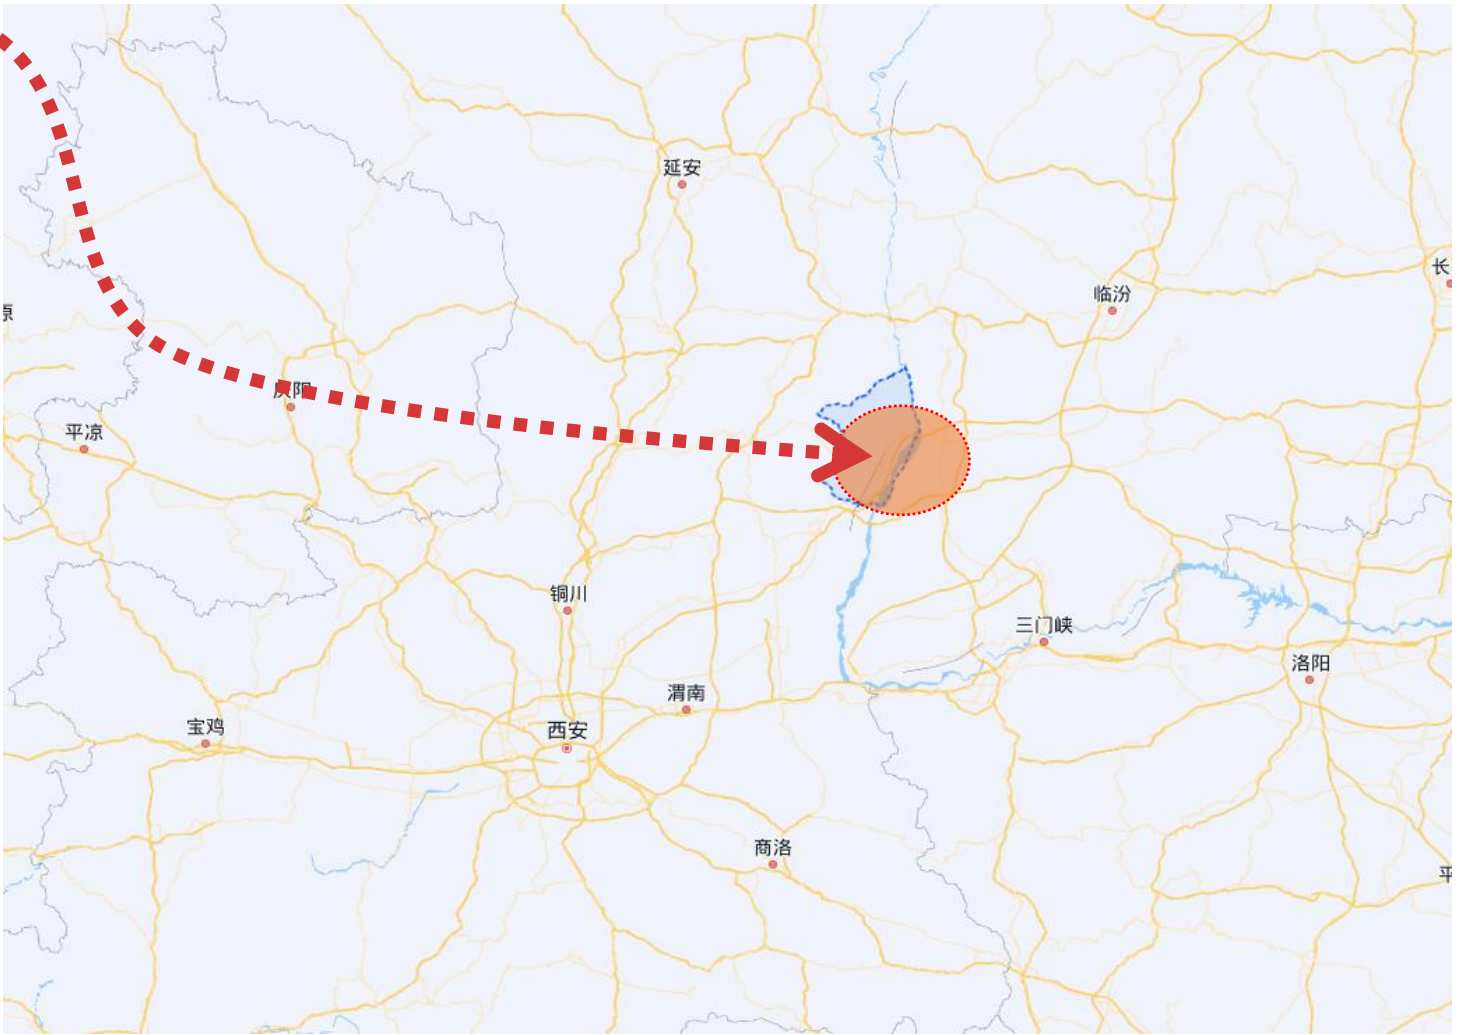 延安
长
临汾
原
庆阳
平凉
铜川
三门峡
洛阳
渭南
宝鸡
西安
商洛
平